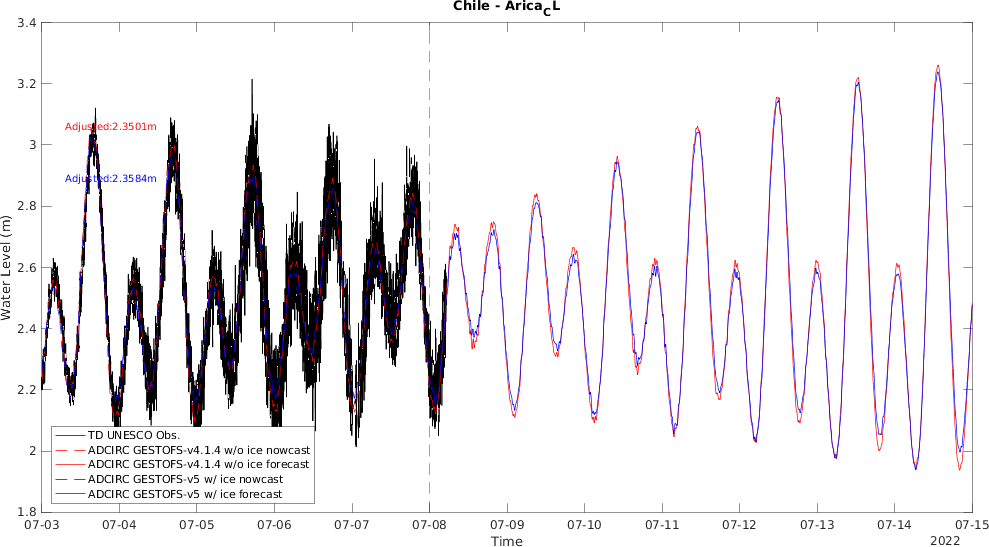 Chile - Arica_CL
3.4
3.2
3
2.8
2.6
2.4
2.2
2
1.8
Water Level (m)
Adjusted:2.3501m
Adjusted:2.3584m
TD UNESCO Obs.
ADCIRC GESTOFS-v4.1.4 w/o ice nowcast
ADCIRC GESTOFS-v4.1.4 w/o ice forecast
ADCIRC GESTOFS-v5 w/ ice nowcast
ADCIRC GESTOFS-v5 w/ ice forecast
07-03 07-04 07-05 07-06 07-07 07-08 07-09 07-10 07-11 07-12 07-13 07-14 07-15
Time
2022